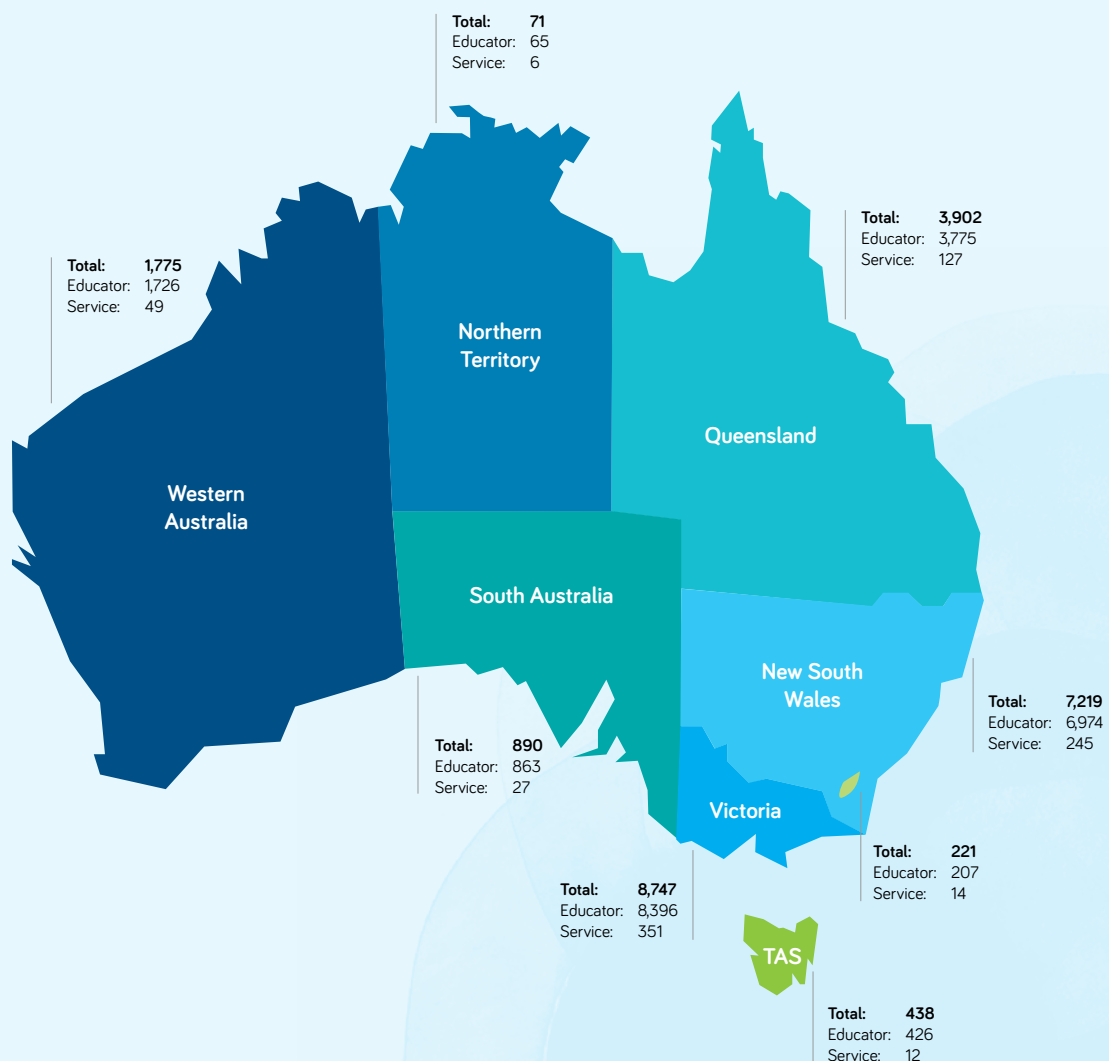 Total: 71
Educator: 65
Service: 6
Total: 3,902
Educator: 3,775
Service: 127
Total: 1,775
Educator: 1,726
Service: 49
Northern
Territory
Queensland
Western
Australia
South Australia
New South
Wales
Total: 7,219
Educator: 6,974
Service: 245
Total: 890
Educator: 863
Service: 27
Victoria
Total: 221
Educator: 207
Service: 14
Total: 8,747
Educator: 8,396
Service: 351
TAS
Total: 438
Educator: 426
Service: 12